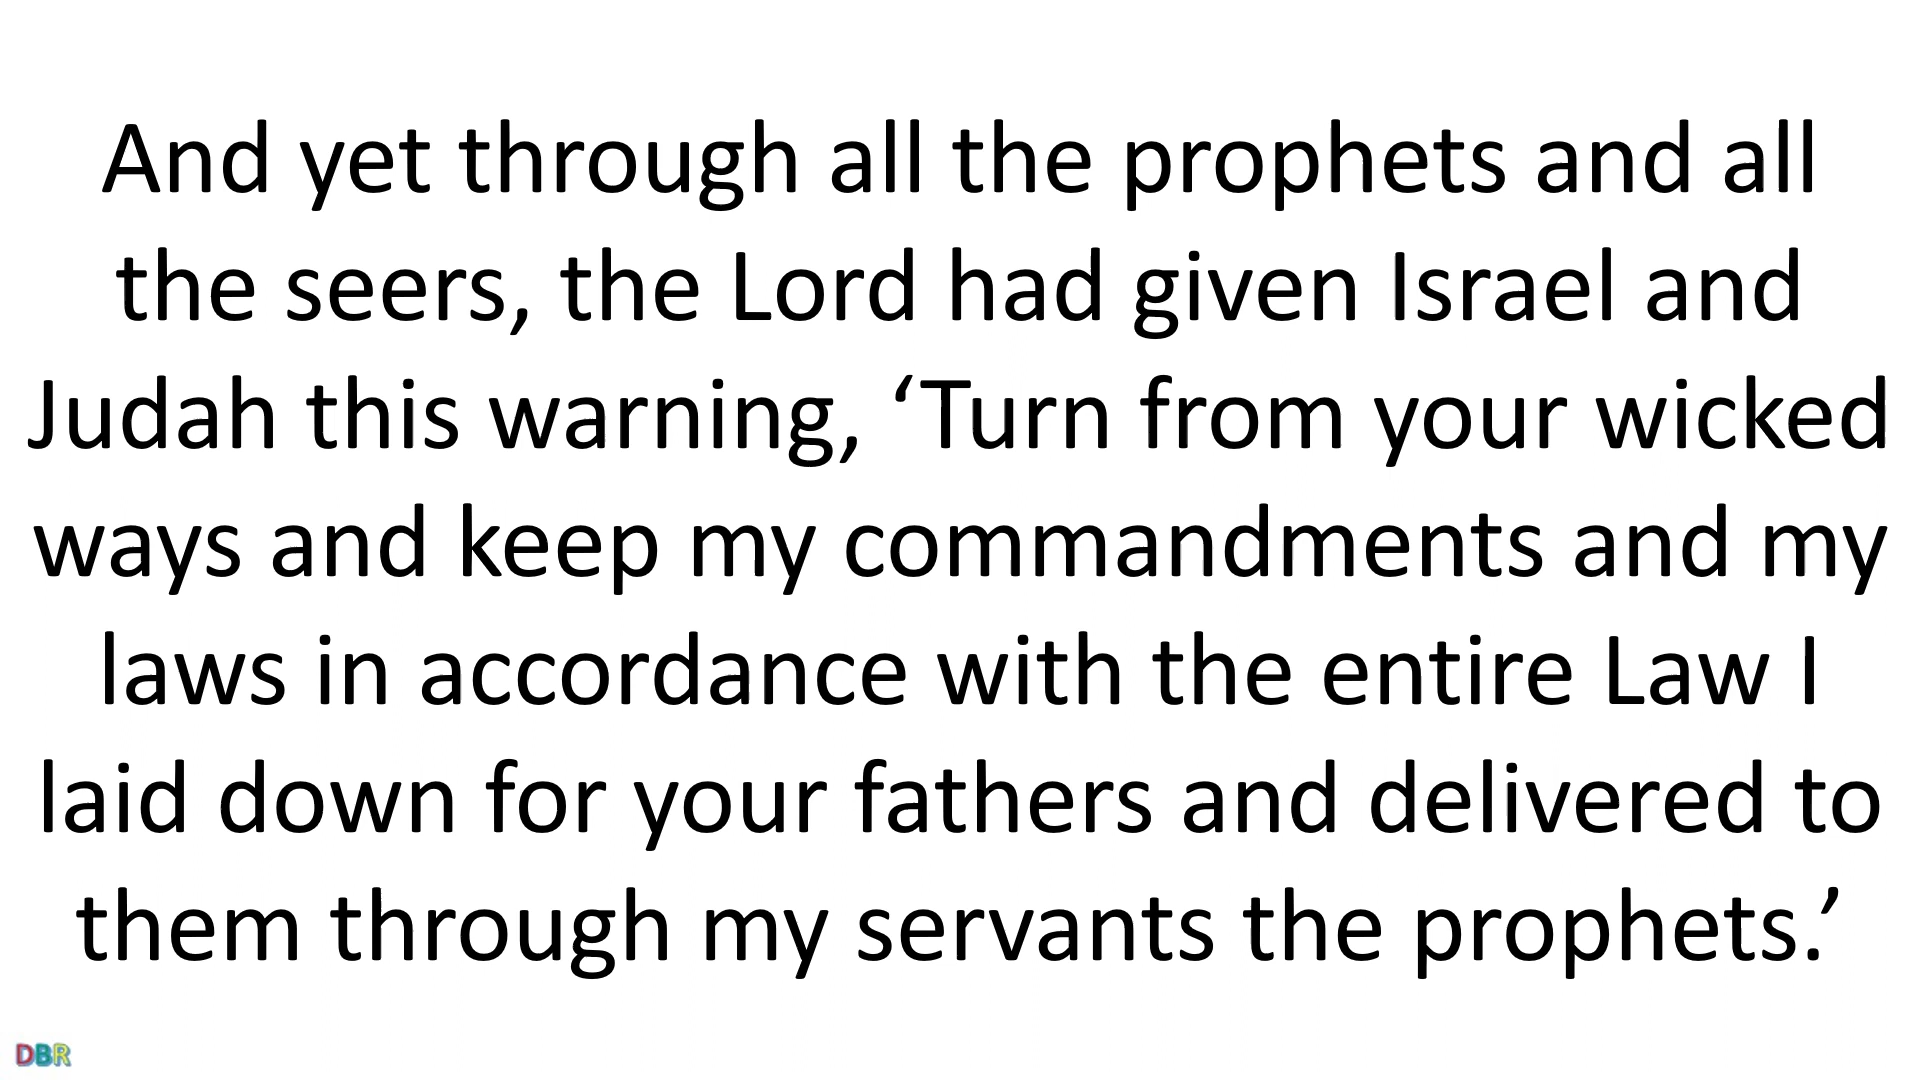 And yet through all the prophets and all
the seers, the Lord had given Israel and
Judah this warning, ‘Turn from your wicked
ways and keep my commandments and my
laws in accordance with the entire Law I
laid down for your fathers and delivered to
them through my servants the prophets.’
DBR